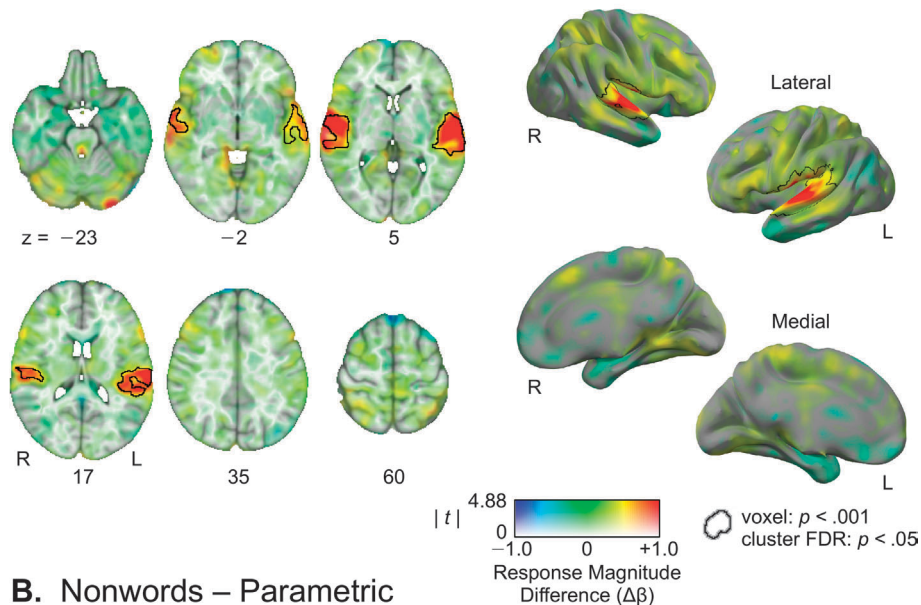 Lateral
R
L
z = −23
−2
5
Medial
R
L
R
L
17
35
60
| t |
4.88
0
−1.0
0
+1.0
Response Magnitude
Difference (Δβ)
voxel: p < .001
cluster FDR: p < .05
B. Nonwords – Parametric